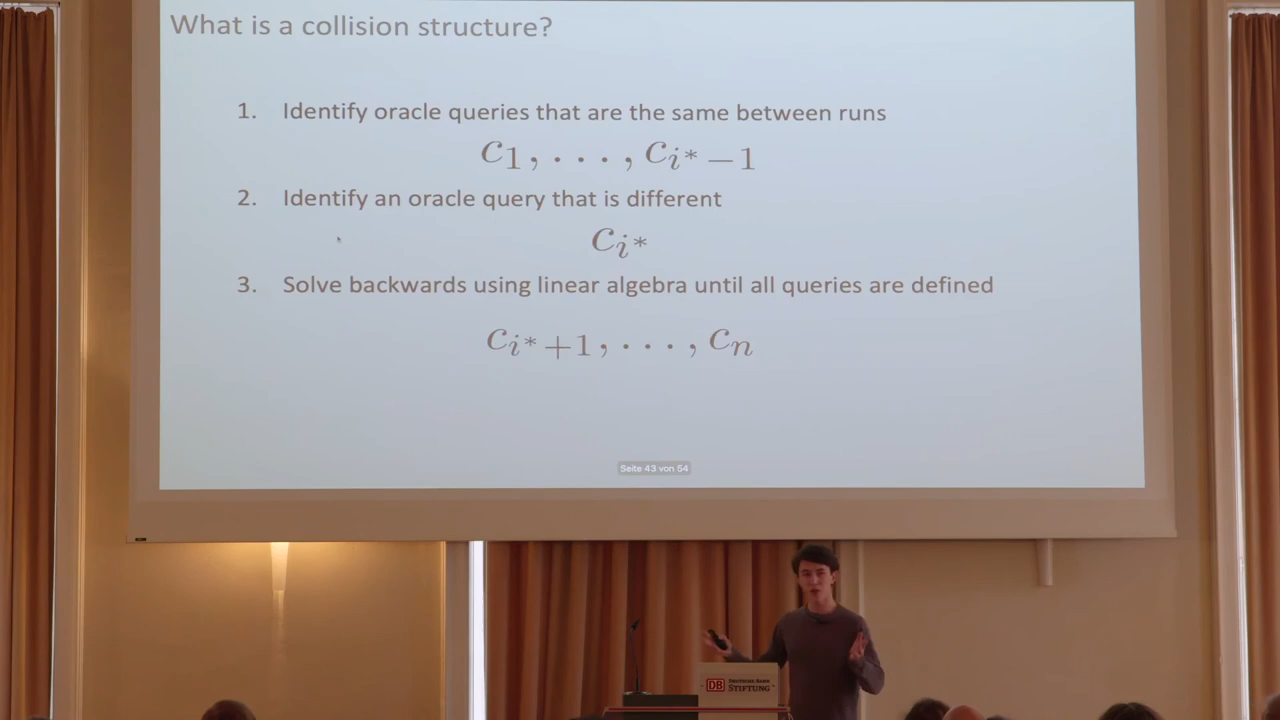 What is a collision structure?
1. Identify oracle queries that are the same between runs
c₁, . . . , cᵢ*₋₁
2. Identify an oracle query that is different
cᵢ*
3. Solve backwards using linear algebra until all queries are defined
cᵢ*₊₁, . . . , cₙ
Seite 43 von 54
DB DEUTSCHE BAHN
STIFTUNG